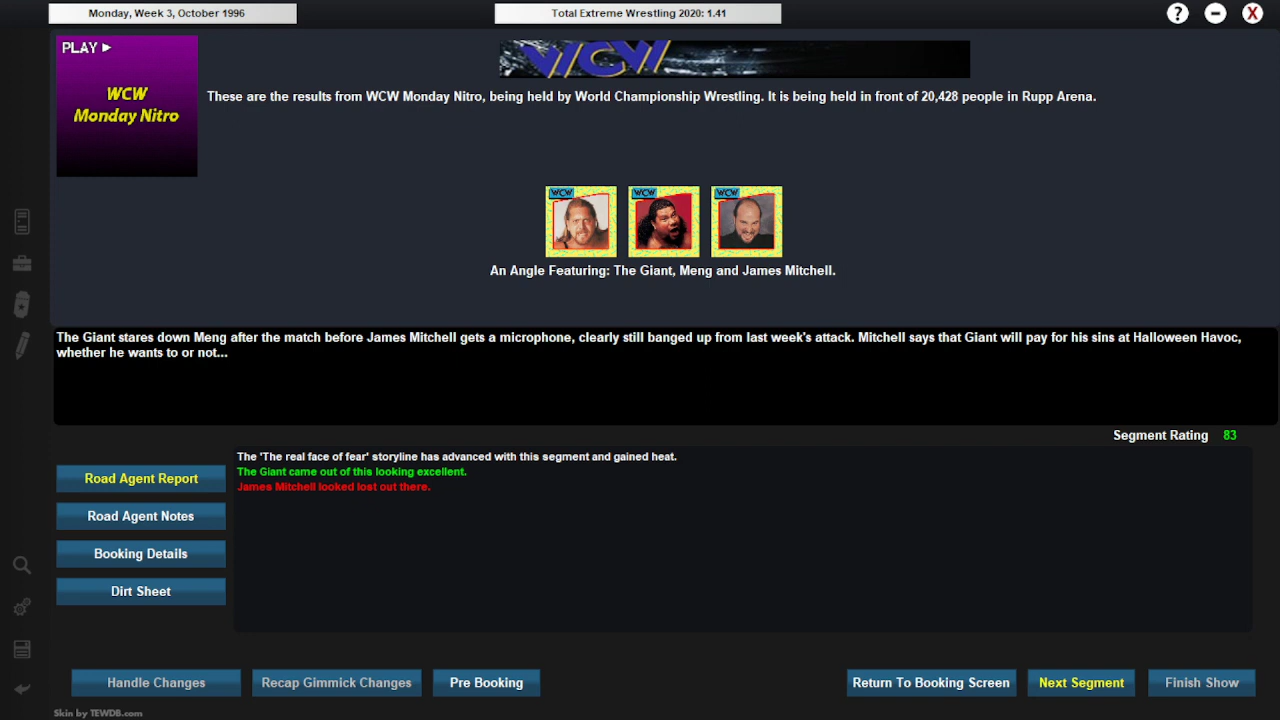 Monday, Week 3, October 1996
Total Extreme Wrestling 2020: 1.41
PLAY
WCW
Monday Nitro
WCW
These are the results from WCW Monday Nitro, being held by World Championship Wrestling. It is being held in front of 20,428 people in Rupp Arena.
WCW WCW WCW
An Angle Featuring: The Giant, Meng and James Mitchell.
The Giant stares down Meng after the match before James Mitchell gets a microphone, clearly still banged up from last week's attack. Mitchell says that Giant will pay for his sins at Halloween Havoc,
whether he wants to or not...
Segment Rating 83
Road Agent Report
Road Agent Notes
Booking Details
Dirt Sheet
The 'The real face of fear' storyline has advanced with this segment and gained heat.
The Giant came out of this looking excellent.
James Mitchell looked lost out there.
Handle Changes
Recap Gimmick Changes
Pre Booking
Return To Booking Screen
Next Segment
Finish Show
Skin by TEWDB.com